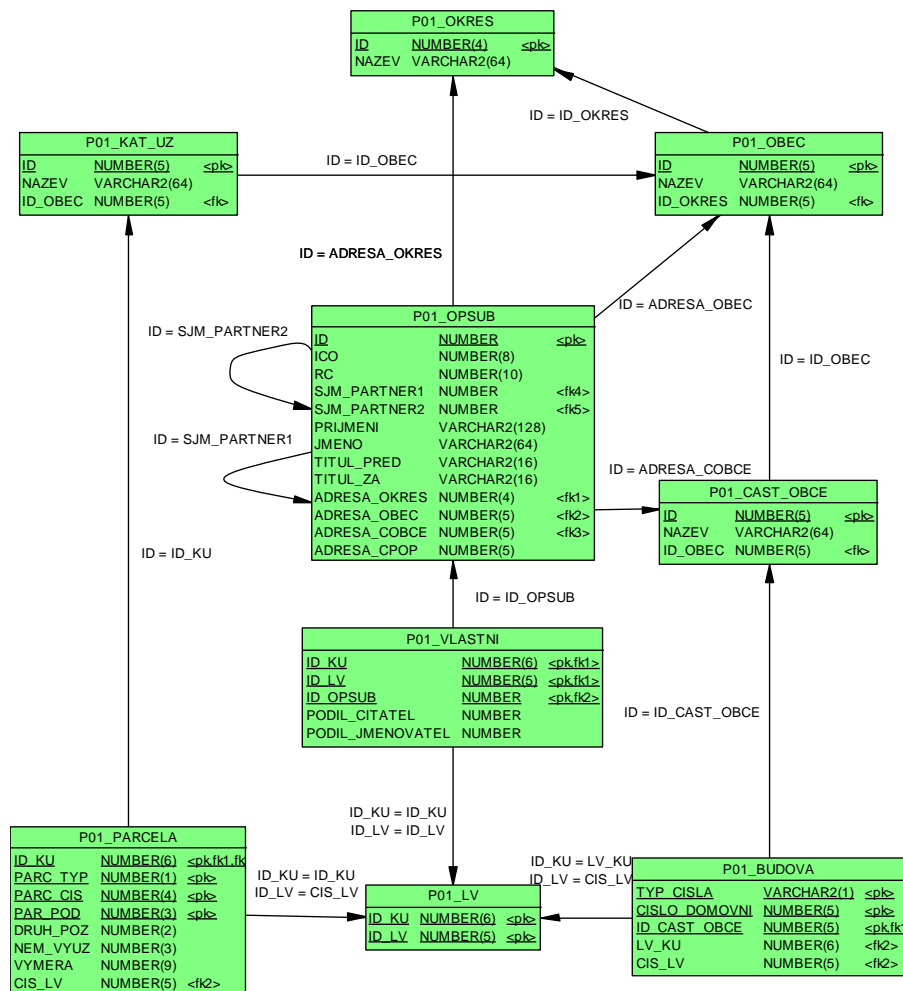 P01_OKRES
ID NUMBER(4) <pk>
NAZEV VARCHAR2(64)
ID = ID_OKRES
P01_KAT_UZ
ID NUMBER(5) <pk>
NAZEV VARCHAR2(64)
ID_OBEC NUMBER(5) <fk>
ID = ID_OBEC
P01_OBEC
ID NUMBER(5) <pk>
NAZEV VARCHAR2(64)
ID_OKRES NUMBER(5) <fk>
ID = ADRESA_OKRES
ID = ADRESA_OBEC
ID = SJM_PARTNER2
ID = SJM_PARTNER1
P01_OPSUB
ID NUMBER <pk>
ICO NUMBER(8)
RC NUMBER(10)
SJM_PARTNER1 NUMBER <fk4>
SJM_PARTNER2 NUMBER <fk5>
PRIJMENI VARCHAR2(128)
JMENO VARCHAR2(64)
TITUL_PRED VARCHAR2(16)
TITUL_ZA VARCHAR2(16)
ADRESA_OKRES NUMBER(4) <fk1>
ADRESA_OBEC NUMBER(5) <fk2>
ADRESA_COBCE NUMBER(5) <fk3>
ADRESA_CPOP NUMBER(5)
ID = ID_OBEC
ID = ADRESA_COBCE
P01_CAST_OBCE
ID NUMBER(5) <pk>
NAZEV VARCHAR2(64)
ID_OBEC NUMBER(5) <fk>
ID = ID_KU
ID = ID_OPSUB
P01_VLASTNI
ID_KU NUMBER(6) <pk,fk1>
ID_LV NUMBER(5) <pk,fk1>
ID_OPSUB NUMBER <pk,fk2>
PODIL_CITATEL NUMBER
PODIL_JMENOVATEL NUMBER
ID = ID_CAST_OBCE
ID_KU = ID_KU
ID_LV = ID_LV
P01_PARCELA
ID_KU NUMBER(6) <pk,fk1,fk
PARC_TYP NUMBER(1) <pk>
PARC_CIS NUMBER(4) <pk>
PAR_POD NUMBER(3) <pk>
DRUH_POZ NUMBER(2)
NEM_VYUZ NUMBER(3)
VYMERA NUMBER(9)
CIS_LV NUMBER(5) <fk2>
ID_KU = ID_KU
ID_LV = CIS_LV
P01_LV
ID_KU NUMBER(6) <pk>
ID_LV NUMBER(5) <pk>
ID_KU = LV_KU
ID_LV = CIS_LV
P01_BUDOVA
TYP_CISLA VARCHAR2(1) <pk>
CISLO_DOMOVNI NUMBER(5) <pk>
ID_CAST_OBCE NUMBER(5) <pk,fk1
LV_KU NUMBER(6) <fk2>
CIS_LV NUMBER(5) <fk2>